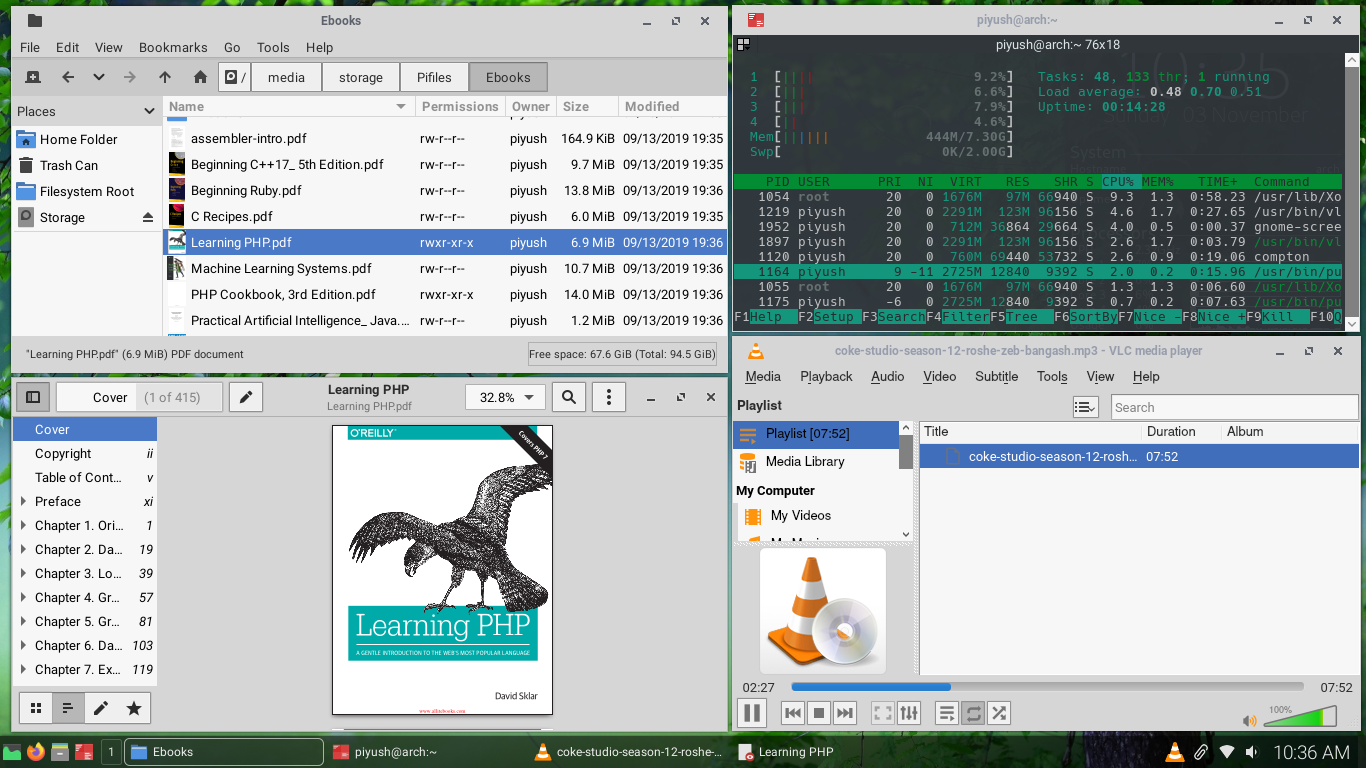 Ebooks
File Edit View Bookmarks Go Tools Help
/ media storage Pifiles Ebooks
Places
Home Folder
Trash Can
Filesystem Root
Storage
Name Permissions Owner Size Modified
assembler-intro.pdf rw-r--r-- piyush 164.9 KiB 09/13/2019 19:35
Beginning C++17_ 5th Edition.pdf rw-r--r-- piyush 9.7 MiB 09/13/2019 19:35
Beginning Ruby.pdf rw-r--r-- piyush 13.8 MiB 09/13/2019 19:36
C Recipes.pdf rw-r--r-- piyush 6.0 MiB 09/13/2019 19:35
Learning PHP.pdf rwxr-xr-x piyush 6.9 MiB 09/13/2019 19:36
Machine Learning Systems.pdf rw-r--r-- piyush 10.7 MiB 09/13/2019 19:36
PHP Cookbook, 3rd Edition.pdf rwxr-xr-x piyush 14.0 MiB 09/13/2019 19:36
Practical Artificial Intelligence_ Java.... rw-r--r-- piyush 1.2 MiB 09/13/2019 19:36
"Learning PHP.pdf" (6.9 MiB) PDF document Free space: 67.6 GiB (Total: 94.5 GiB)
piyush@arch:~
piyush@arch:~ 76x18
1 [|||| 9.2%] Tasks: 48, 133 thr; 1 running
2 [||| 6.6%] Load average: 0.48 0.70 0.51
3 [||| 7.9%] Uptime: 00:14:28
4 [|| 4.6%]
Mem[|||||| 444M/7.30G]
Swp[ 0K/2.00G]
10:35
Sunday, 03 November
System
PID USER PRI NI VIRT RES SHR S CPU% MEM% TIME+ Command
1054 root 20 0 1676M 97M 66940 S 9.3 1.3 0:58.23 /usr/lib/Xo
1219 piyush 20 0 2291M 123M 96156 S 4.6 1.7 0:27.65 /usr/bin/vl
1952 piyush 20 0 712M 36864 29664 S 4.0 0.5 0:00.37 gnome-scree
1897 piyush 20 0 2291M 123M 96156 S 2.6 1.7 0:03.79 /usr/bin/vl
1120 piyush 20 0 760M 69440 53732 S 2.6 0.9 0:19.06 compton
1164 piyush 9 -11 2725M 12840 9392 S 2.0 0.2 0:15.96 /usr/bin/pu
1055 root 20 0 1676M 97M 66940 S 1.3 1.3 0:06.60 /usr/lib/Xo
1175 piyush -6 0 2725M 12840 9392 S 0.7 0.2 0:07.63 /usr/bin/pu
F1Help F2Setup F3SearchF4FilterF5Tree F6SortByF7Nice -F8Nice +F9Kill F10Q
Cover (1 of 415)
Learning PHP
Learning PHP.pdf
32.8%
Cover
Copyright ii
Table of Cont... v
Preface xi
Chapter 1. Ori... 1
Chapter 2. Da... 19
Chapter 3. Lo... 39
Chapter 4. Gr... 57
Chapter 5. Gr... 81
Chapter 6. Da... 103
Chapter 7. Ex... 119
O'REILLY
Covers PHP 7
Learning PHP
A GENTLE INTRODUCTION TO THE WEB'S MOST POPULAR LANGUAGE
David Sklar
www.allitebooks.com
coke-studio-season-12-roshe-zeb-bangash.mp3 - VLC media player
Media Playback Audio Video Subtitle Tools View Help
Playlist
Search
Playlist [07:52]
Media Library
My Computer
My Videos
Title Duration Album
coke-studio-season-12-rosh... 07:52
02:27 07:52
100%
1 Ebooks piyush@arch:~ coke-studio-season-12-roshe-... Learning PHP 10:36 AM